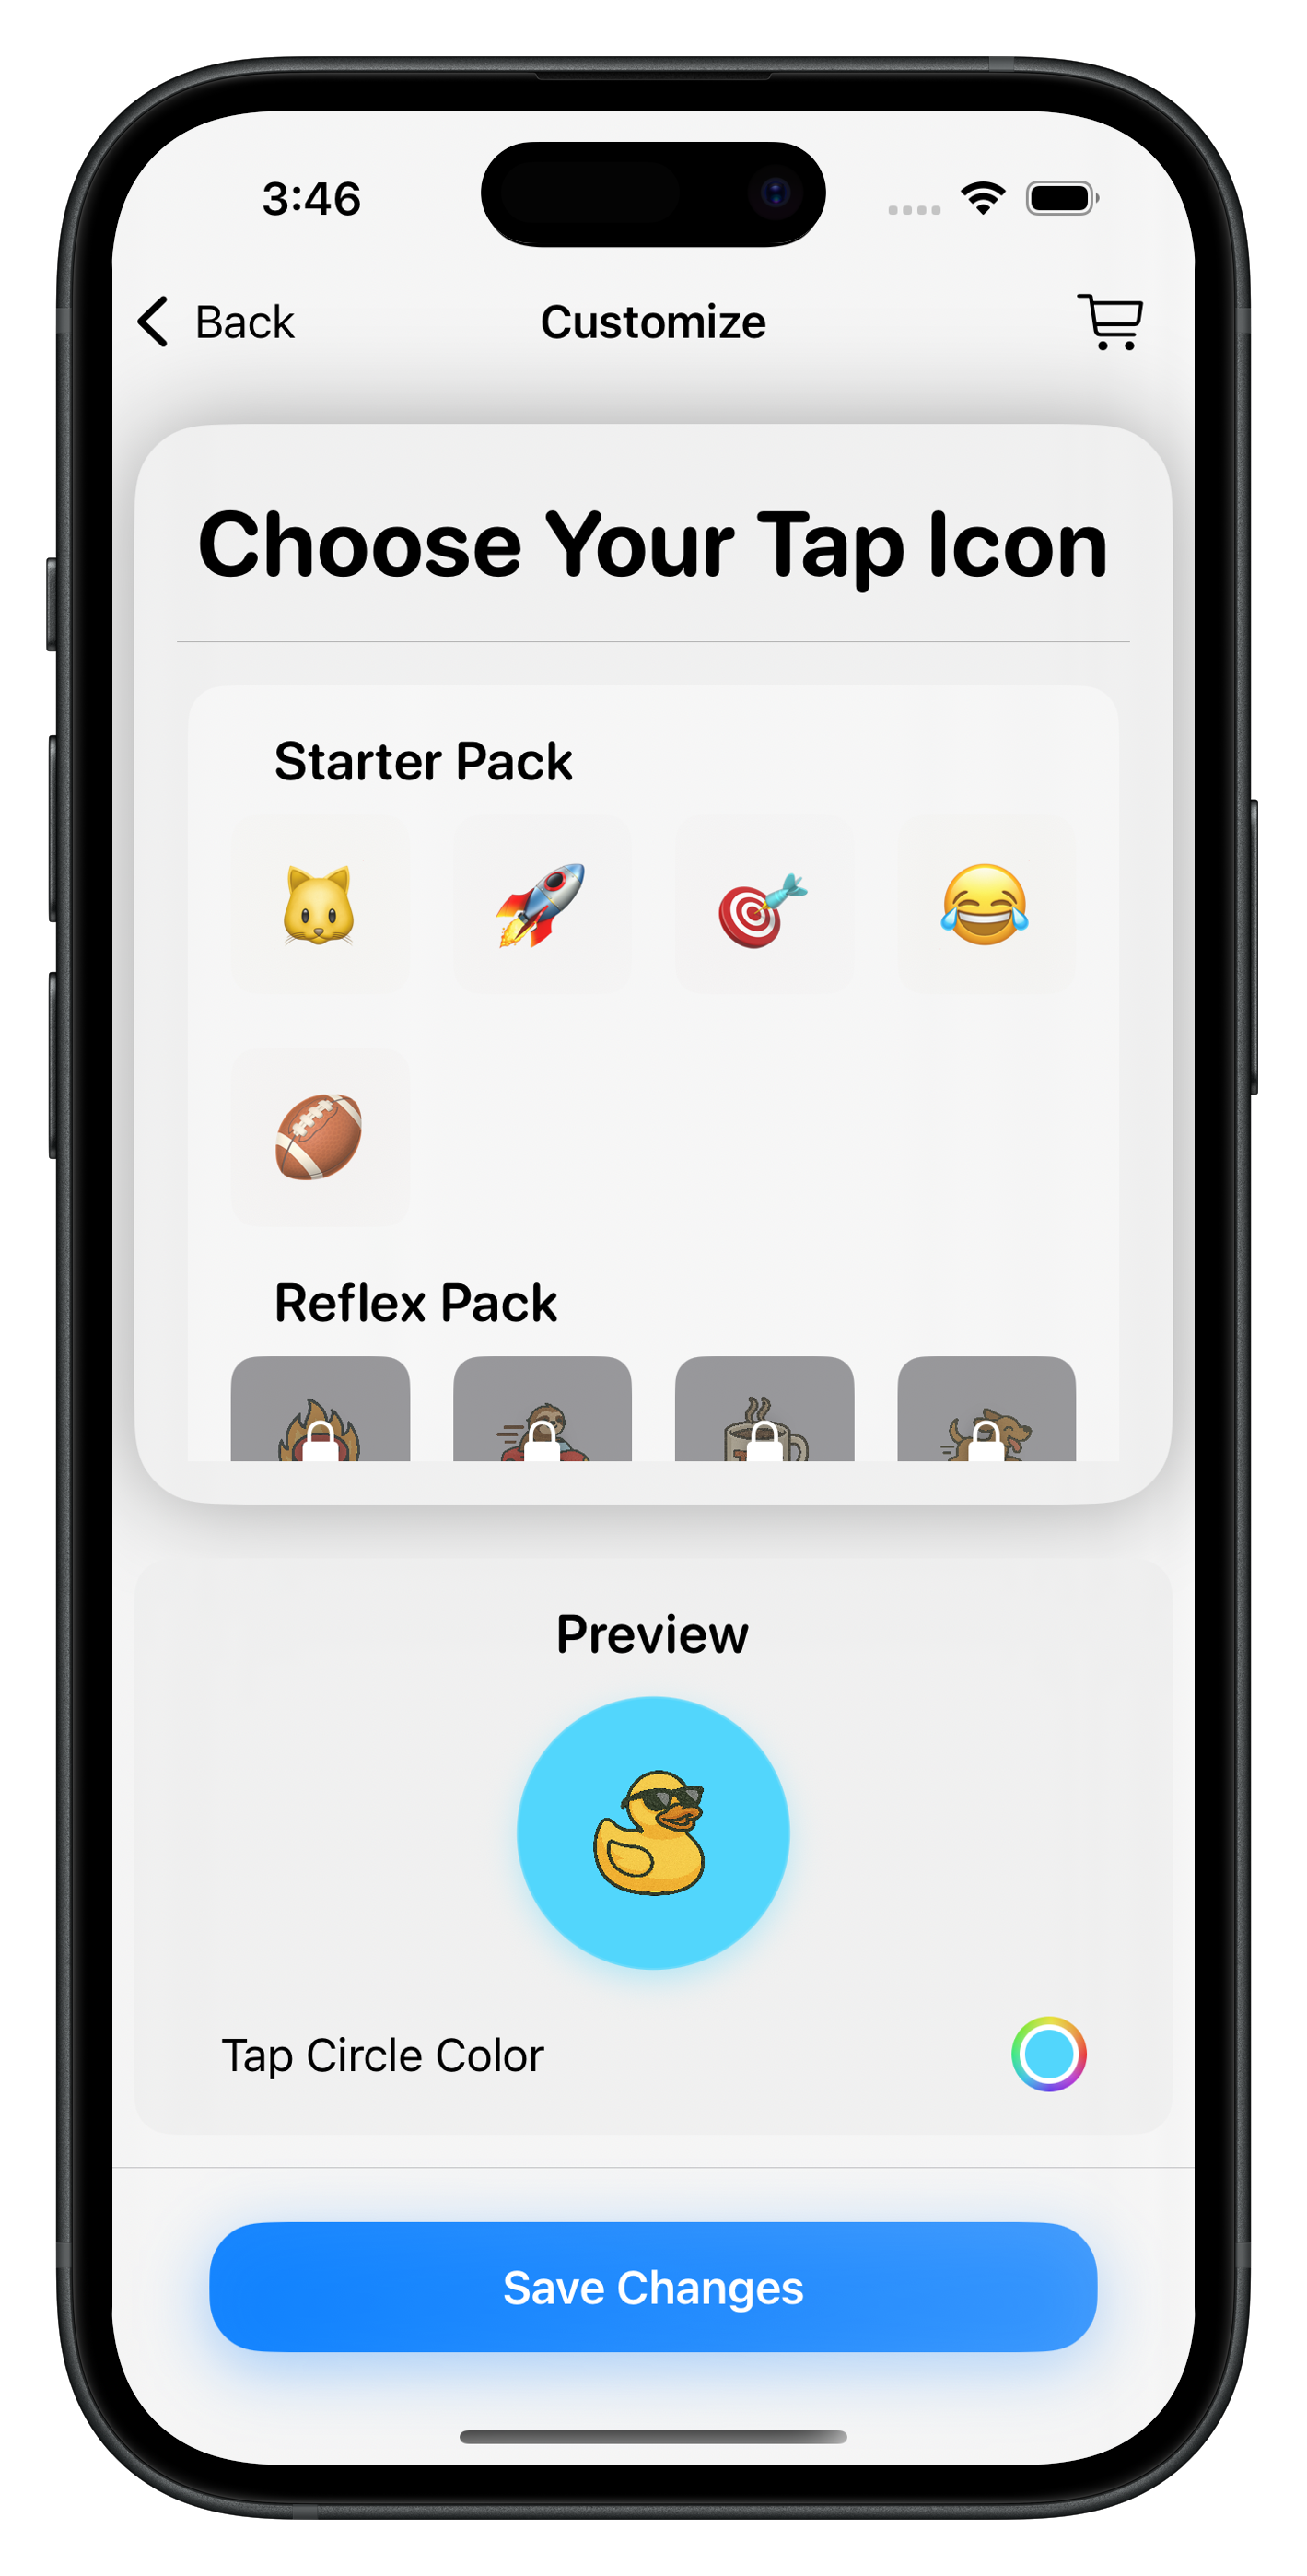 3:46
Back
Customize
Choose Your Tap Icon
Starter Pack
Reflex Pack
Preview
Tap Circle Color
Save Changes